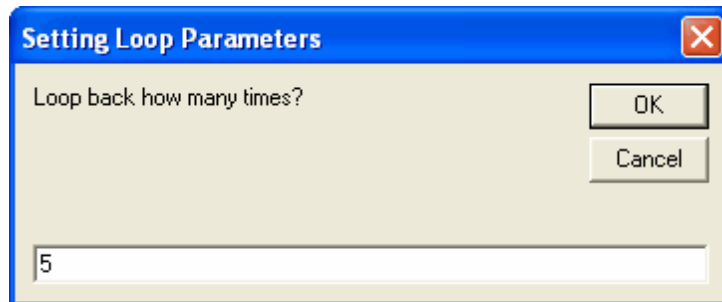 Setting Loop Parameters
Loop back how many times?
OK
Cancel
5